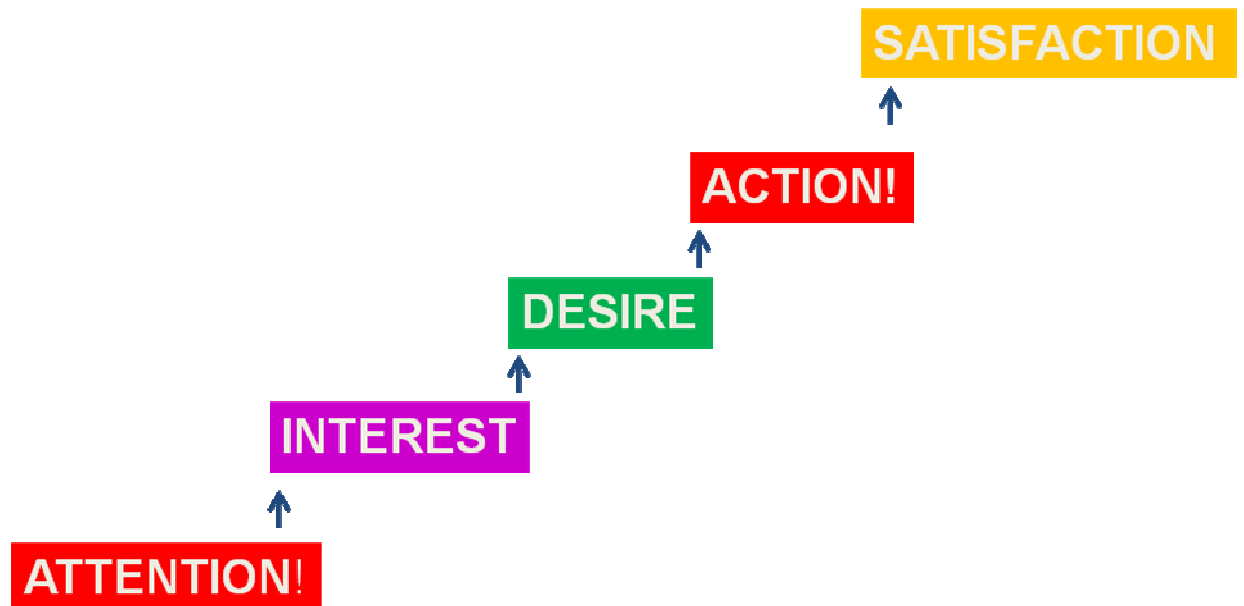 SATISFACTION
ACTION!
DESIRE
INTEREST
ATTENTION!